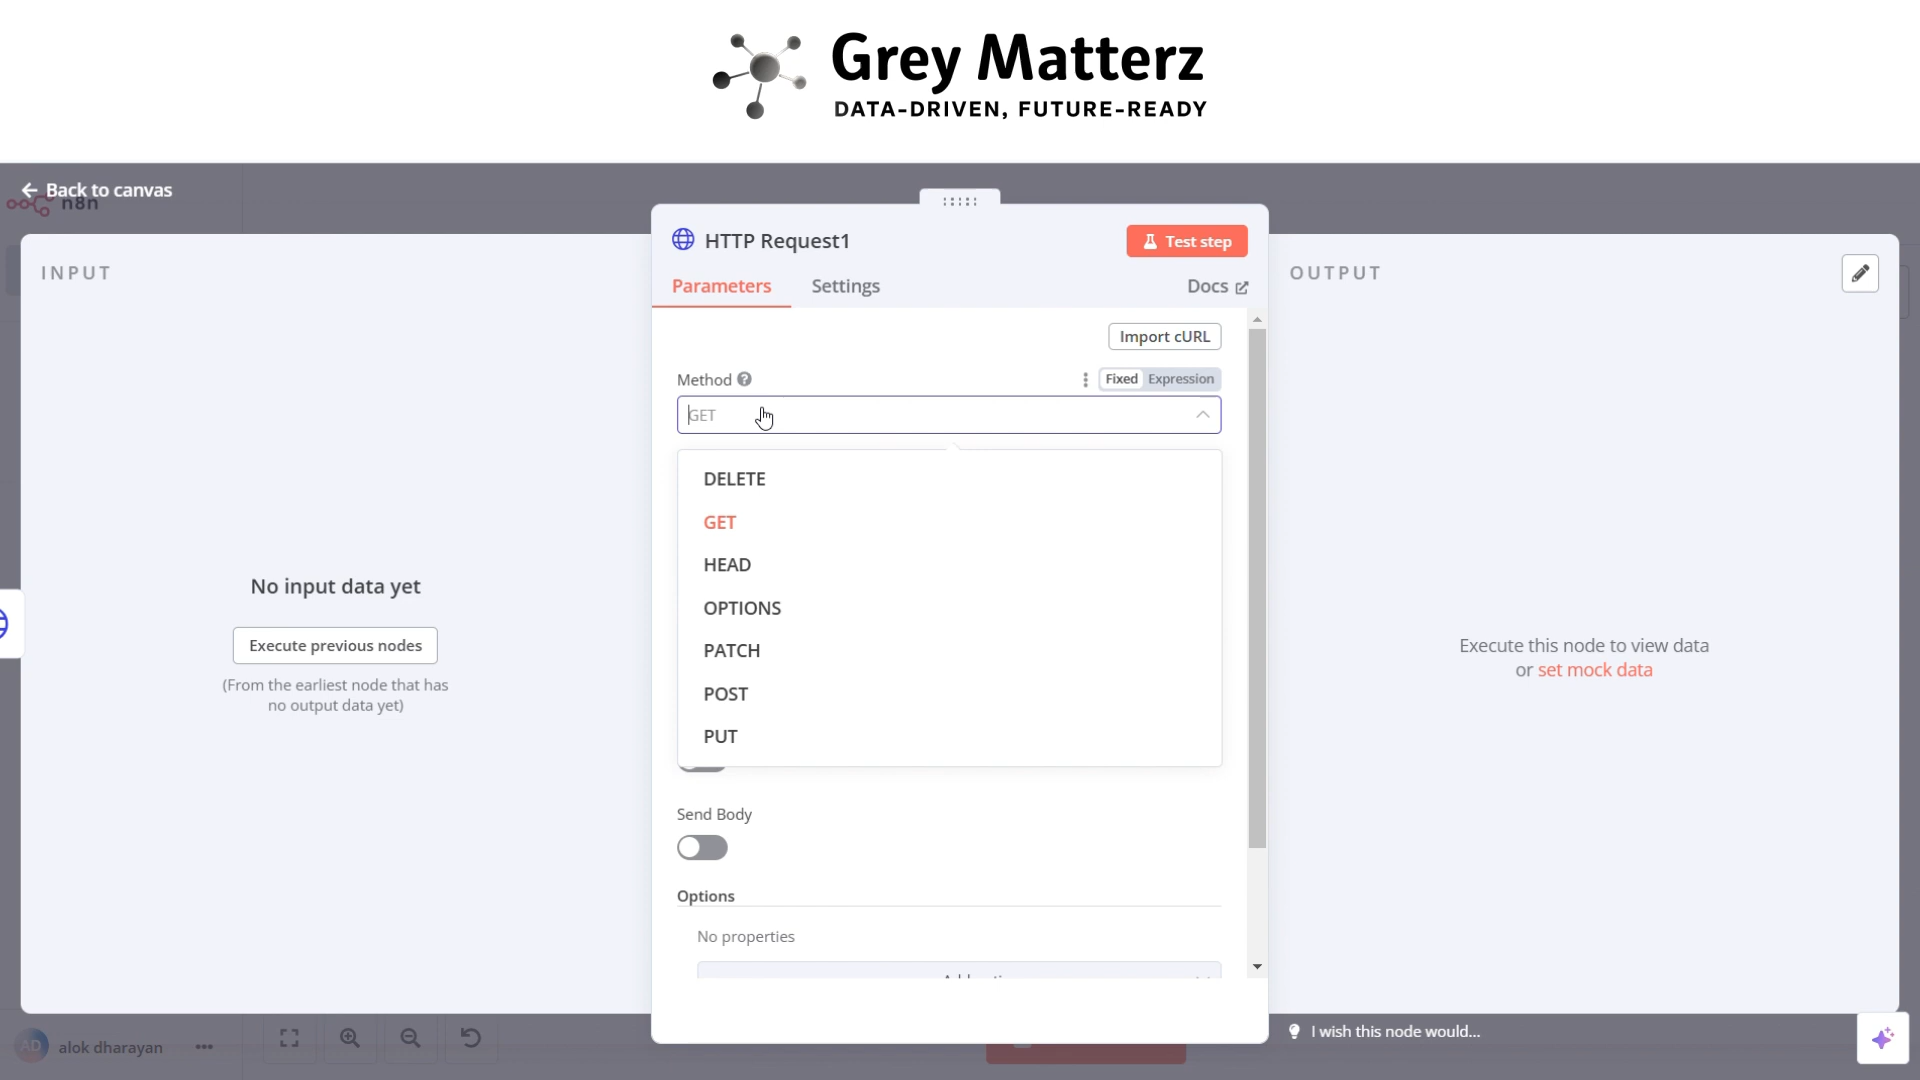 Grey Matterz
DATA-DRIVEN, FUTURE-READY
Back to canvas
n8n
INPUT
HTTP Request1
Test step
OUTPUT
Parameters
Settings
Docs
Import cURL
Method
Fixed
Expression
GET
DELETE
GET
HEAD
OPTIONS
PATCH
POST
PUT
No input data yet
Execute previous nodes
(From the earliest node that has
no output data yet)
Execute this node to view data
or set mock data
Send Body
Options
No properties
I wish this node would...
AD
alok dharayan